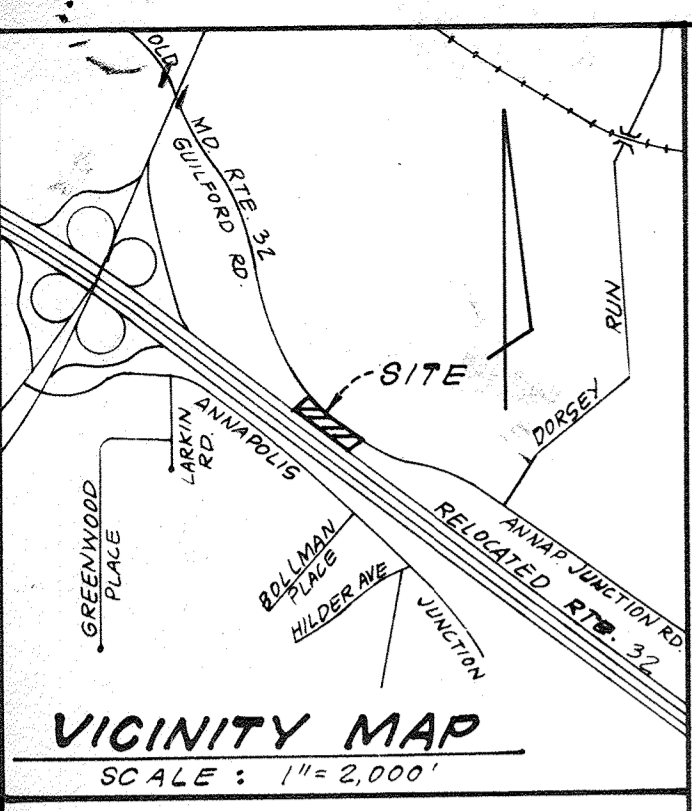 OLD
MD. RTE. 32
GUILFORD RD.
SITE
RUN
DORSEY
ANNAPOLIS
LARKIN
RD.
GREENWOOD
PLACE
BOLLMAN
PLACE
HILDER AVE
JUNCTION
ANNAP. JUNCTION RD.
RELOCATED RTE. 32
VICINITY MAP
SCALE : 1"= 2,000'